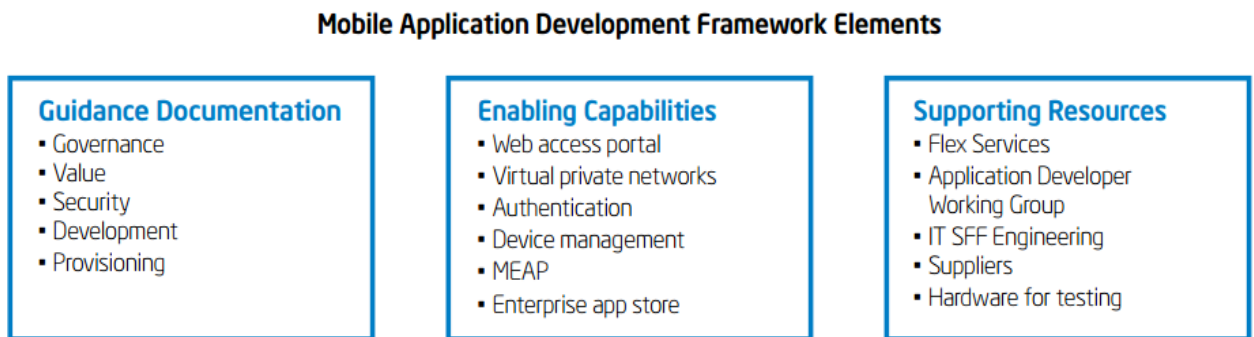 Mobile Application Development Framework Elements
Guidance Documentation
▪ Governance
▪ Value
▪ Security
▪ Development
▪ Provisioning
Enabling Capabilities
▪ Web access portal
▪ Virtual private networks
▪ Authentication
▪ Device management
▪ MEAP
▪ Enterprise app store
Supporting Resources
▪ Flex Services
▪ Application Developer
Working Group
▪ IT SFF Engineering
▪ Suppliers
▪ Hardware for testing